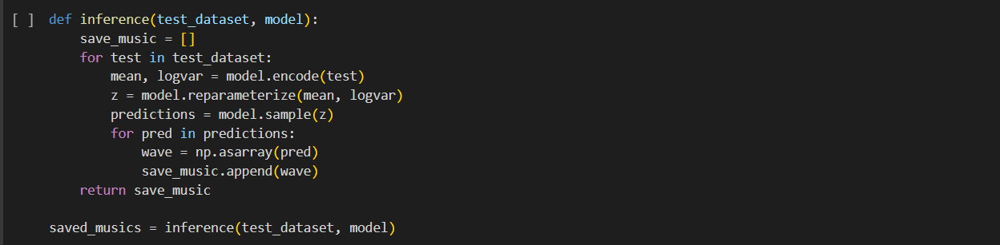 [ ] def inference(test_dataset, model):
    save_music = []
    for test in test_dataset:
        mean, logvar = model.encode(test)
        z = model.reparameterize(mean, logvar)
        predictions = model.sample(z)
        for pred in predictions:
            wave = np.asarray(pred)
            save_music.append(wave)
    return save_music
saved_musics = inference(test_dataset, model)